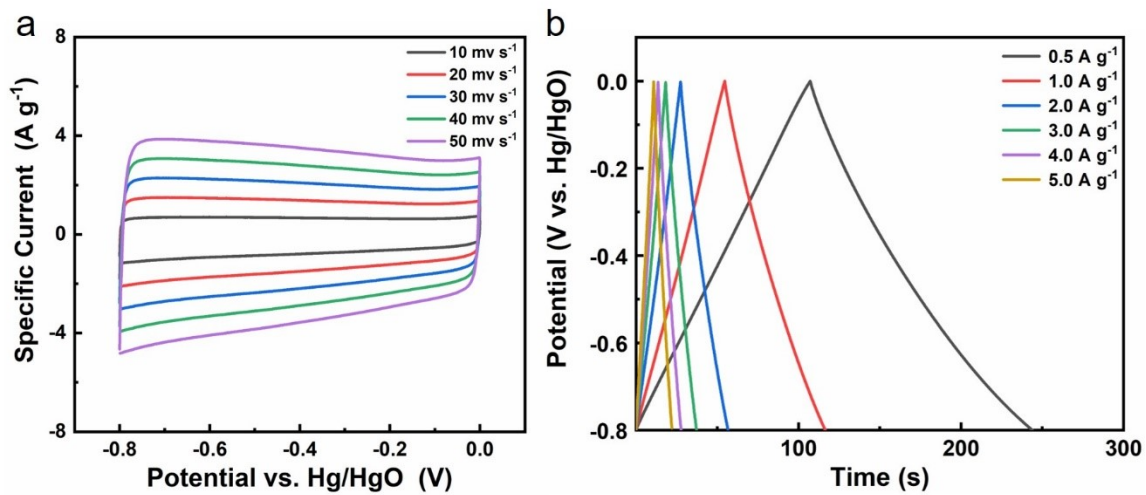 a
8
4
0
-4
-8
Specific Current (A g⁻¹)
10 mv s⁻¹
20 mv s⁻¹
30 mv s⁻¹
40 mv s⁻¹
50 mv s⁻¹
-0.8 -0.6 -0.4 -0.2 0.0
Potential vs. Hg/HgO (V)
b
0.0
-0.2
-0.4
-0.6
-0.8
Potential (V vs. Hg/HgO)
0.5 A g⁻¹
1.0 A g⁻¹
2.0 A g⁻¹
3.0 A g⁻¹
4.0 A g⁻¹
5.0 A g⁻¹
0 100 200 300
Time (s)